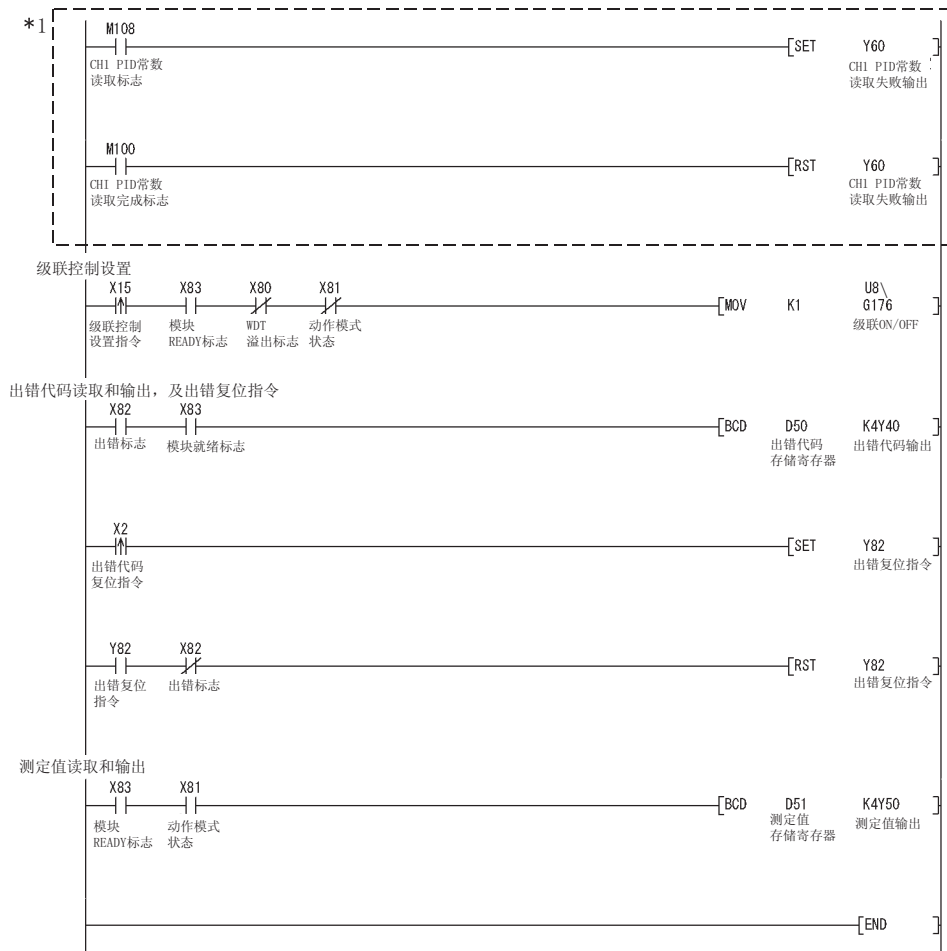 *1
M108
SET Y60
CH1 PID常数
读取标志
CH1 PID常数
读取失败输出
M100
RST Y60
CH1 PID常数
读取完成标志
CH1 PID常数
读取失败输出
级联控制设置
X15 X83 X80 X81
U8\
MOV K1 G176
级联控制
设置指令
模块
READY标志
WDT
溢出标志
动作模式
状态
级联ON/OFF
出错代码读取和输出，及出错复位指令
X82 X83
BCD D50 K4Y40
出错标志
模块就绪标志
出错代码
存储寄存器
出错代码输出
X2
SET Y82
出错代码
复位指令
出错复位指令
Y82 X82
RST Y82
出错复位
指令
出错标志
出错复位指令
测定值读取和输出
X83 X81
BCD D51 K4Y50
模块
READY标志
动作模式
状态
测定值
存储寄存器
测定值输出
END